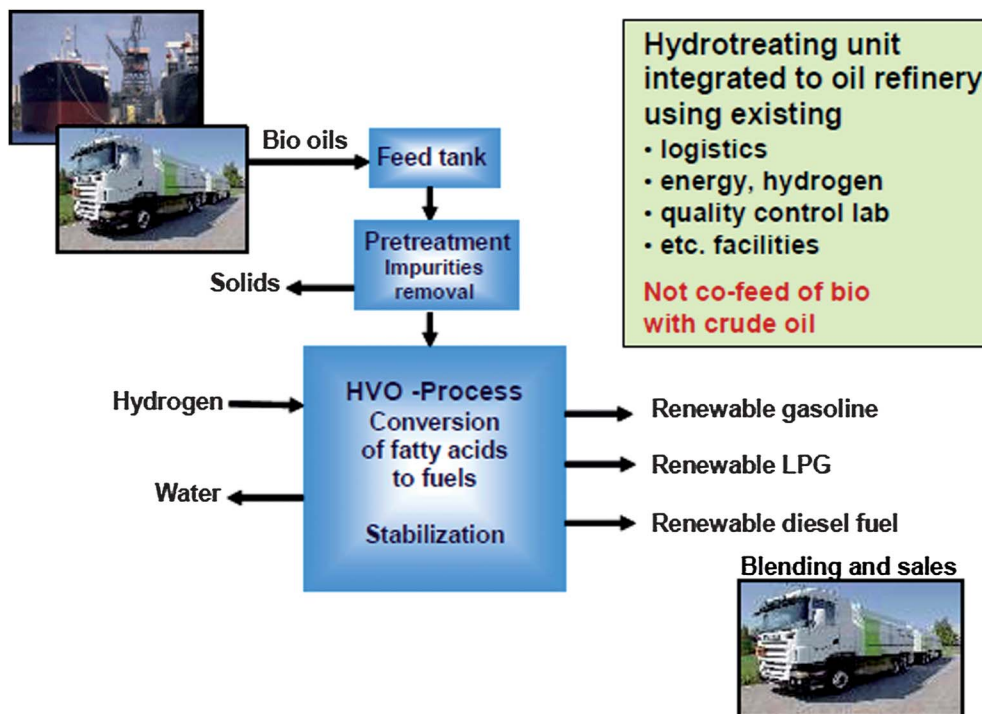 Hydrotreating unit
integrated to oil refinery
using existing
• logistics
• energy, hydrogen
• quality control lab
• etc. facilities
Not co-feed of bio
with crude oil
Bio oils
Feed tank
Pretreatment
Impurities
removal
Solids
HVO -Process
Conversion
of fatty acids
to fuels
Stabilization
Hydrogen
Water
Renewable gasoline
Renewable LPG
Renewable diesel fuel
Blending and sales